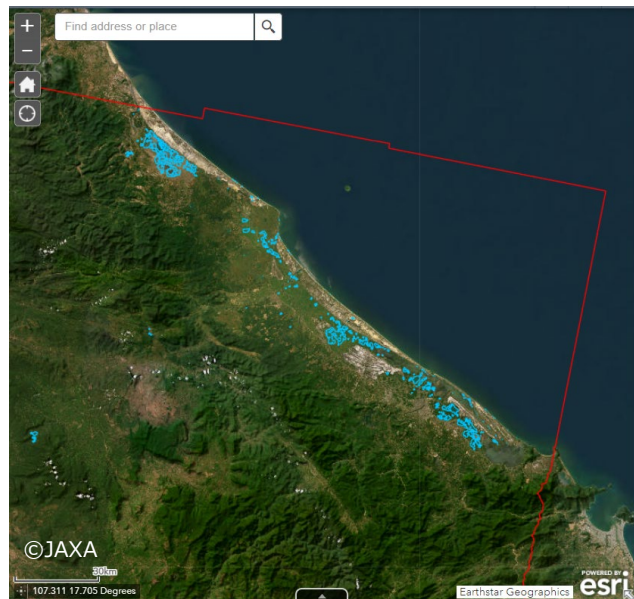 +
Find address or place
−
©JAXA
30km
107.311 17.705 Degrees
Earthstar Geographics
POWERED BY
esri